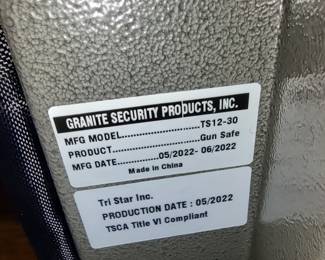 GRANITE SECURITY PRODUCTS, INC.
MFG MODEL..........................TS12-30
PRODUCT...........................Gun Safe
MFG DATE.............05/2022- 06/2022
Made in China
Tri Star Inc.
PRODUCTION DATE : 05/2022
TSCA Title VI Compliant